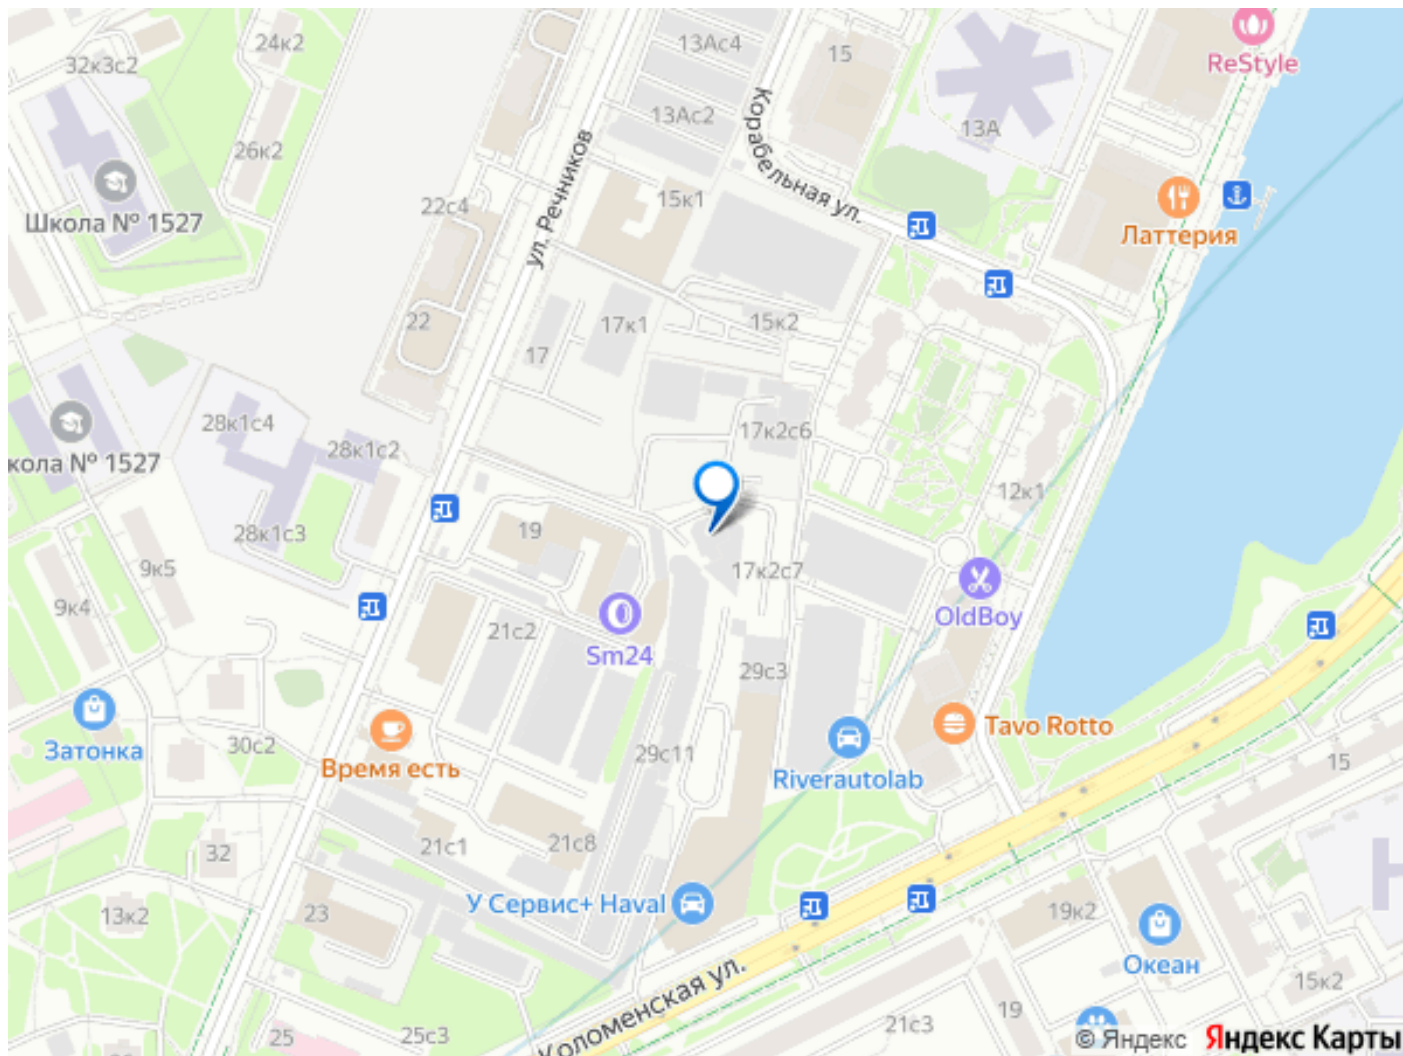 ReStyle
24к2
13Ас4
15
32к3с2
13Ас2
Корабельная ул.
13А
26к2
ул. Речников
15к1
22с4
Школа № 1527
Латтерия
22
17к1
15к2
17
28к1с4
17к2с6
28к1с2
кола № 1527
12к1
28к1с3
19
9к5
17к2с7
9к4
OldBoy
21с2
Sm24
29с3
Tavo Rotto
30с2
Затонка
29с11
15
Время есть
Riverautolab
21с1
21с8
32
У Сервис+ Haval
19к2
13к2
23
Океан
Коломенская ул.
15к2
19
21с3
25
25с3
© Яндекс Яндекс Карты